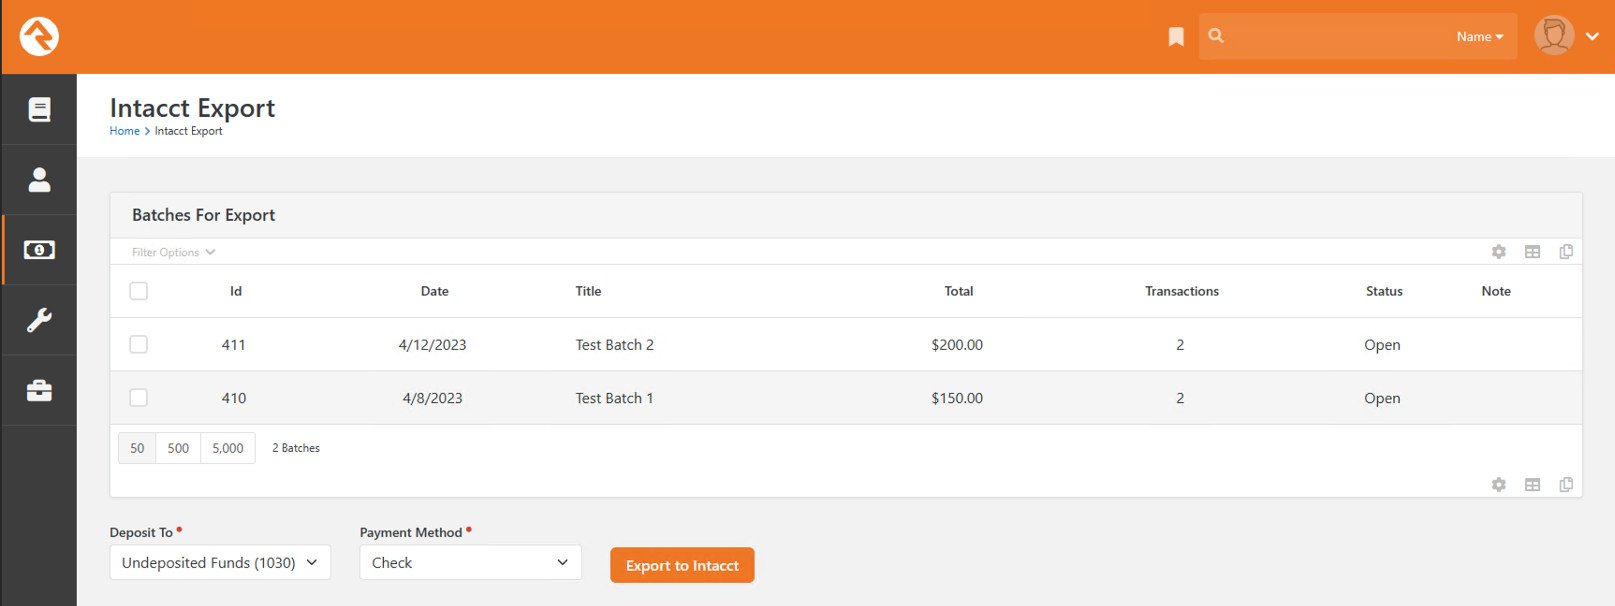 Name
Intacct Export
Home > Intacct Export
Batches For Export
Filter Options
Id Date Title Total Transactions Status Note
411 4/12/2023 Test Batch 2 $200.00 2 Open
410 4/8/2023 Test Batch 1 $150.00 2 Open
50 500 5,000 2 Batches
Deposit To Payment Method
Undeposited Funds (1030) Check Export to Intacct